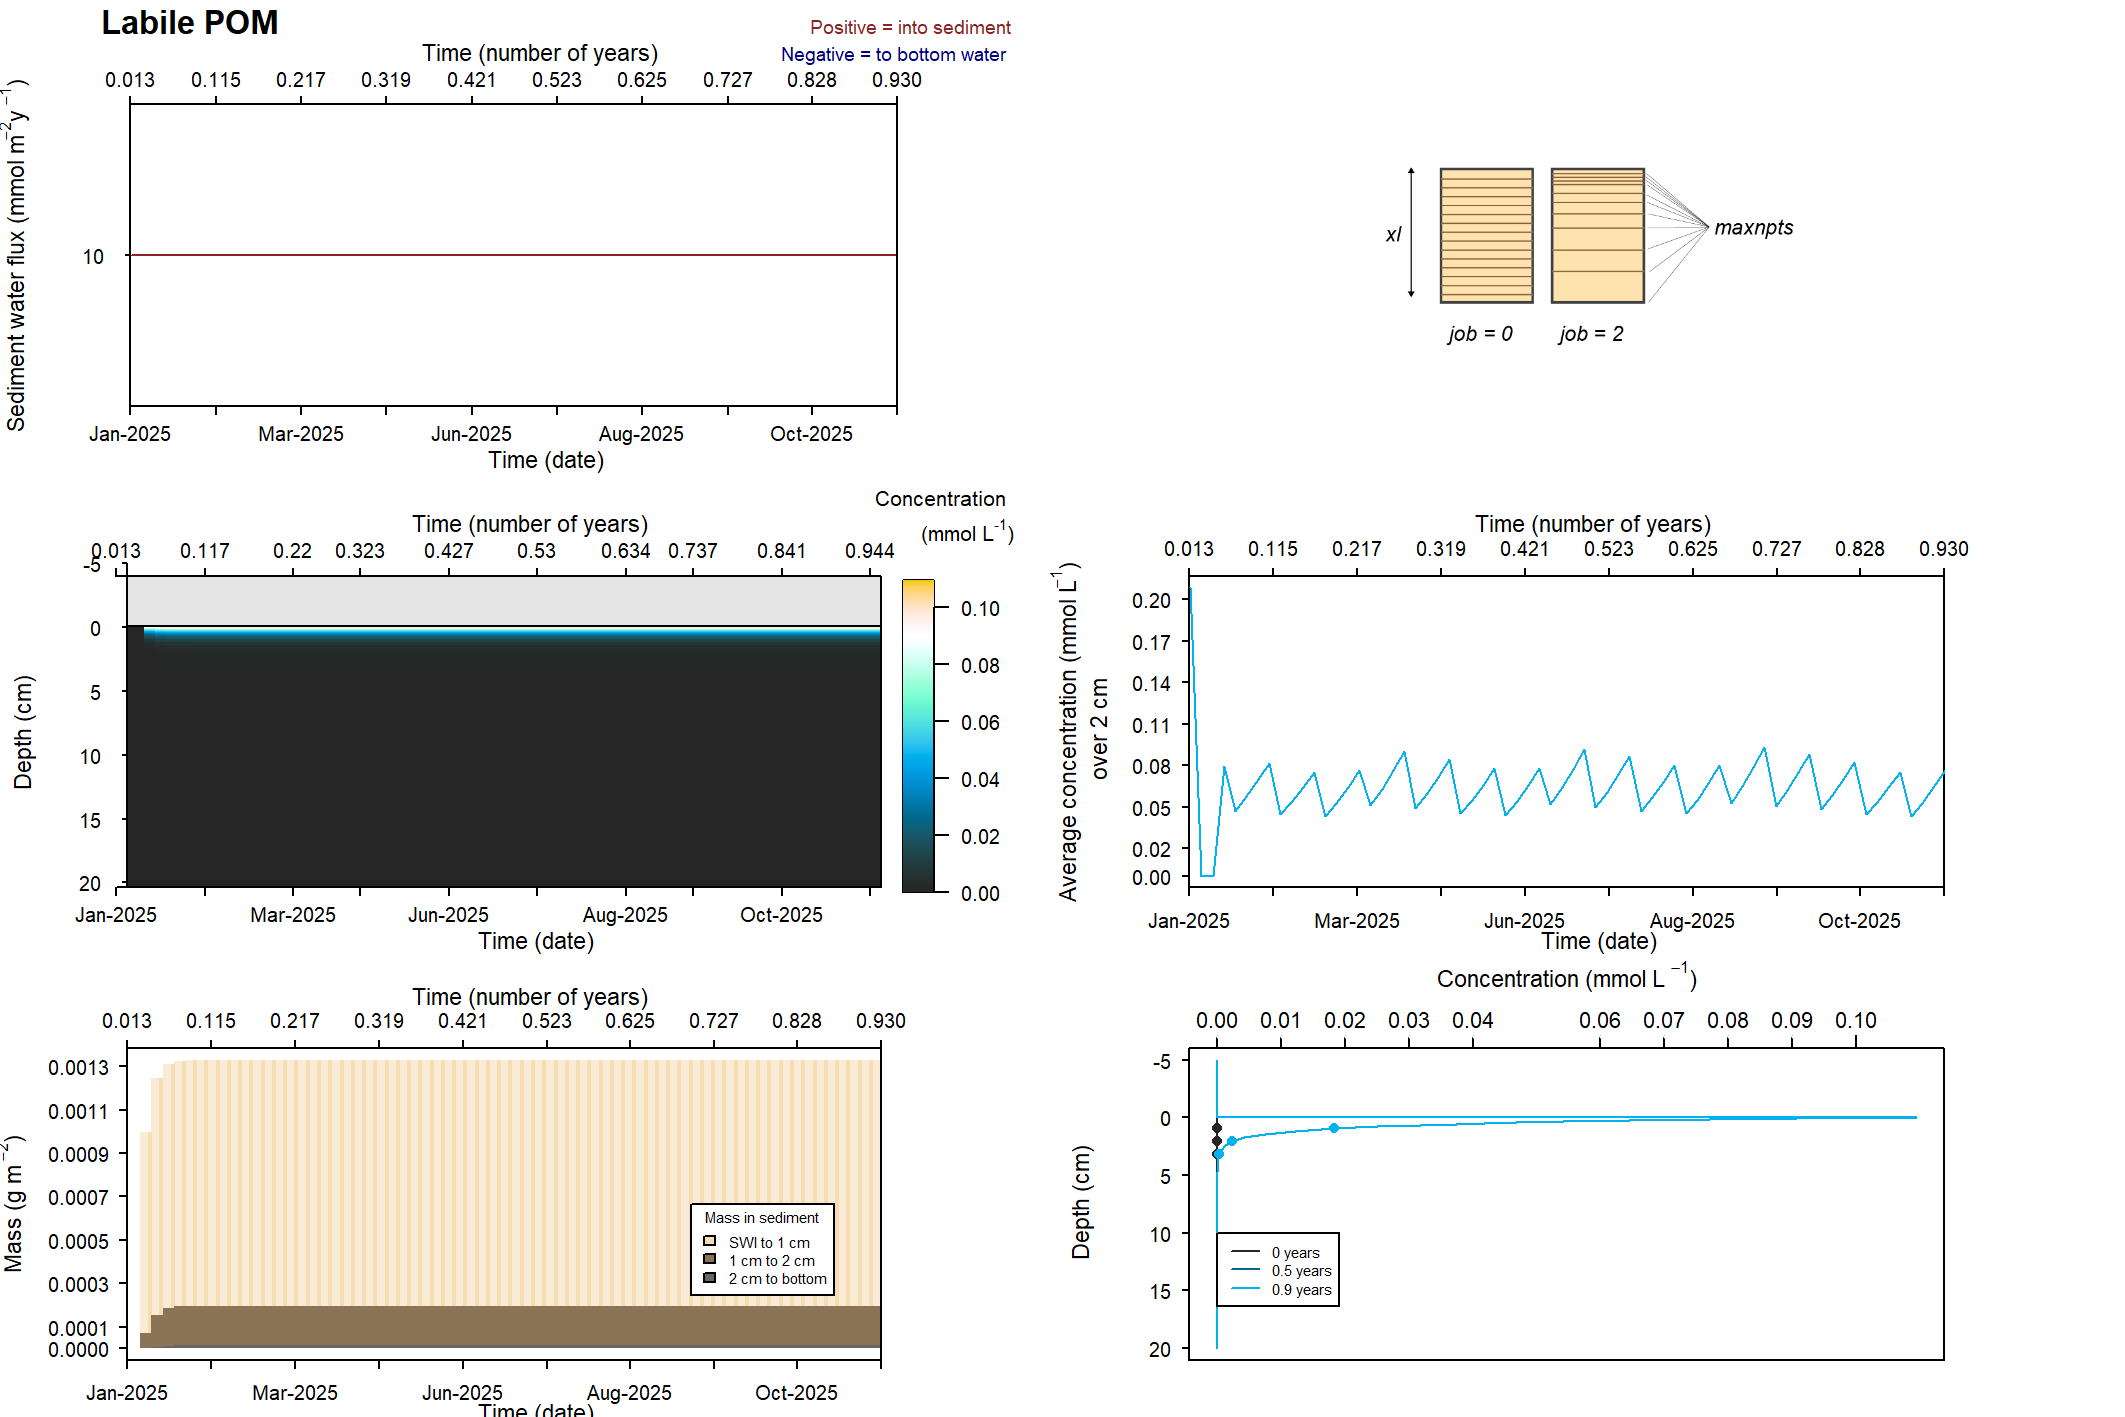 Labile POM
Positive = into sediment
Negative = to bottom water
Time (number of years)
0.013 0.115 0.217 0.319 0.421 0.523 0.625 0.727 0.828 0.930
Sediment water flux (mmol m−2y−1)
10
Jan-2025 Mar-2025 Jun-2025 Aug-2025 Oct-2025
Time (date)
xl
maxnpts
job = 0 job = 2
Concentration
(mmol L-1)
Time (number of years)
0.013 0.117 0.22 0.323 0.427 0.53 0.634 0.737 0.841 0.944
Depth (cm)
-5
0
5
10
15
20
0.10
0.08
0.06
0.04
0.02
0.00
Jan-2025 Mar-2025 Jun-2025 Aug-2025 Oct-2025
Time (date)
Time (number of years)
0.013 0.115 0.217 0.319 0.421 0.523 0.625 0.727 0.828 0.930
Average concentration (mmol L−1)
over 2 cm
0.20
0.17
0.14
0.11
0.08
0.05
0.02
0.00
Jan-2025 Mar-2025 Jun-2025 Aug-2025 Oct-2025
Time (date)
Time (number of years)
0.013 0.115 0.217 0.319 0.421 0.523 0.625 0.727 0.828 0.930
Mass (g m−2)
0.0013
0.0011
0.0009
0.0007
0.0005
0.0003
0.0001
0.0000
Mass in sediment
SWI to 1 cm
1 cm to 2 cm
2 cm to bottom
Jan-2025 Mar-2025 Jun-2025 Aug-2025 Oct-2025
Time (date)
Concentration (mmol L −1)
0.00 0.01 0.02 0.03 0.04 0.06 0.07 0.08 0.09 0.10
Depth (cm)
-5
0
5
10
15
20
0 years
0.5 years
0.9 years